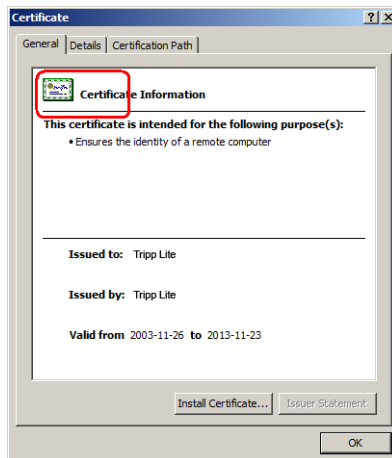 Certificate
General Details Certification Path
Certificate Information
This certificate is intended for the following purpose(s):
• Ensures the identity of a remote computer
Issued to: Tripp Lite
Issued by: Tripp Lite
Valid from 2003-11-26 to 2013-11-23
Install Certificate... Issuer Statement
OK